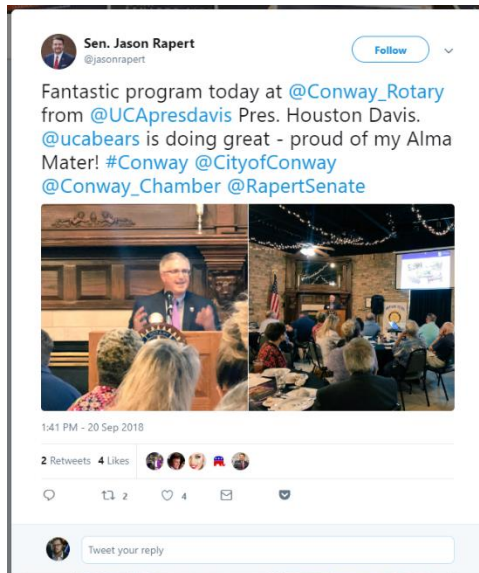 Sen. Jason Rapert
@jasonrapert
Follow
Fantastic program today at @Conway_Rotary
from @UCApresdavis Pres. Houston Davis.
@ucabears is doing great - proud of my Alma
Mater! #Conway @CityofConway
@Conway_Chamber @RapertSenate
1:41 PM - 20 Sep 2018
2 Retweets 4 Likes
2
4
Tweet your reply